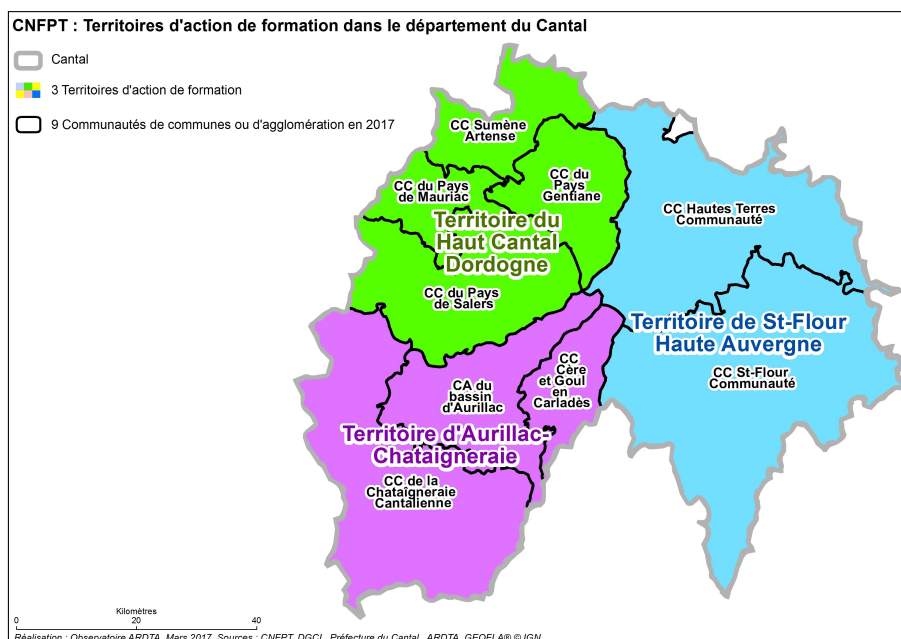 CNFPT : Territoires d'action de formation dans le département du Cantal
Cantal
3 Territoires d'action de formation
9 Communautés de communes ou d'agglomération en 2017
CC Sumène
Artense
CC du Pays
de Mauriac
CC du
Pays
Gentiane
CC Hautes Terres
Communauté
Territoire du
Haut Cantal
Dordogne
CC du Pays
de Salers
Territoire de St-Flour
Haute Auvergne
CC St-Flour
Communauté
CC
Cère
et Goul
en
Carladès
CA du
bassin
d'Aurillac
Territoire d'Aurillac-
Chataigneraie
CC de la
Chataîgneraie
Cantalienne
Kilomètres
0 20 40
Réalisation : Observatoire ARDTA, Mars 2017. Sources : CNFPT, DGCL, Préfecture du Cantal, ARDTA, GEOFLA® © IGN